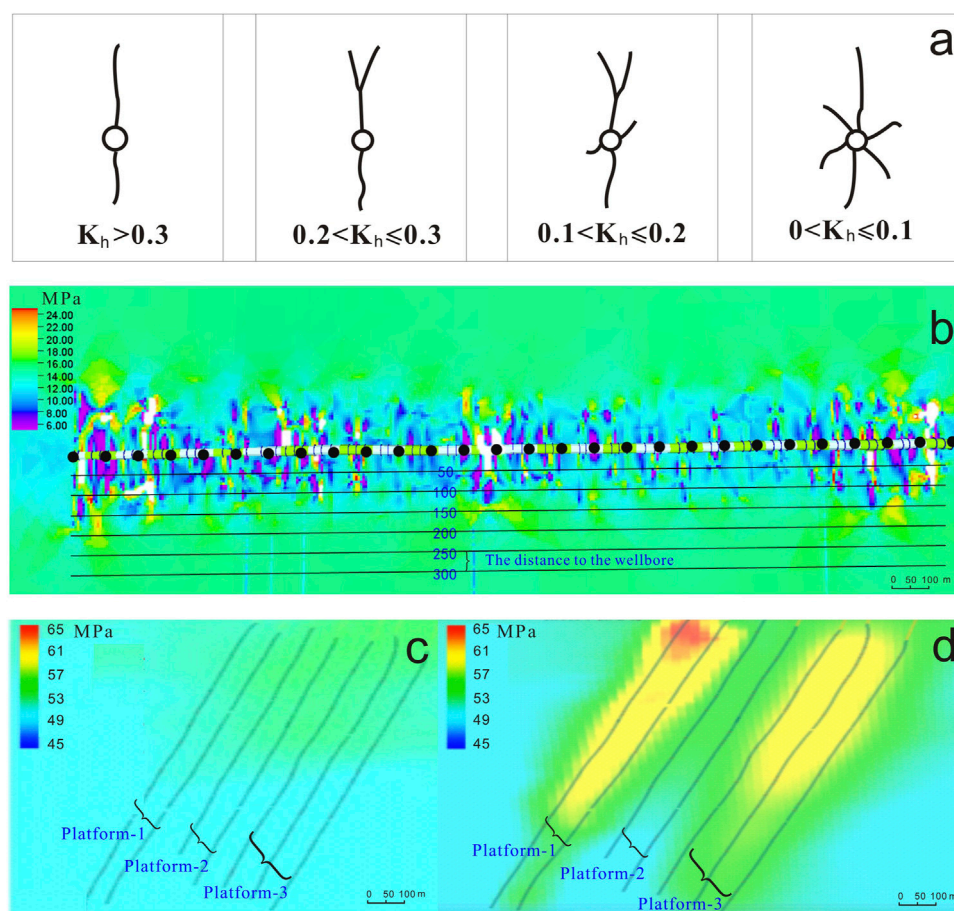 a
Kh>0.3
0.2<Kh≤0.3
0.1<Kh≤0.2
0<Kh≤0.1
b
MPa
24.00
22.00
20.00
18.00
16.00
14.00
12.00
10.00
8.00
6.00
50
100
150
200
250
300
The distance to the wellbore
0 50 100 m
c
MPa
65
61
57
53
49
45
Platform-1
Platform-2
Platform-3
0 50 100 m
d
MPa
65
61
57
53
49
45
Platform-1
Platform-2
Platform-3
0 50 100 m